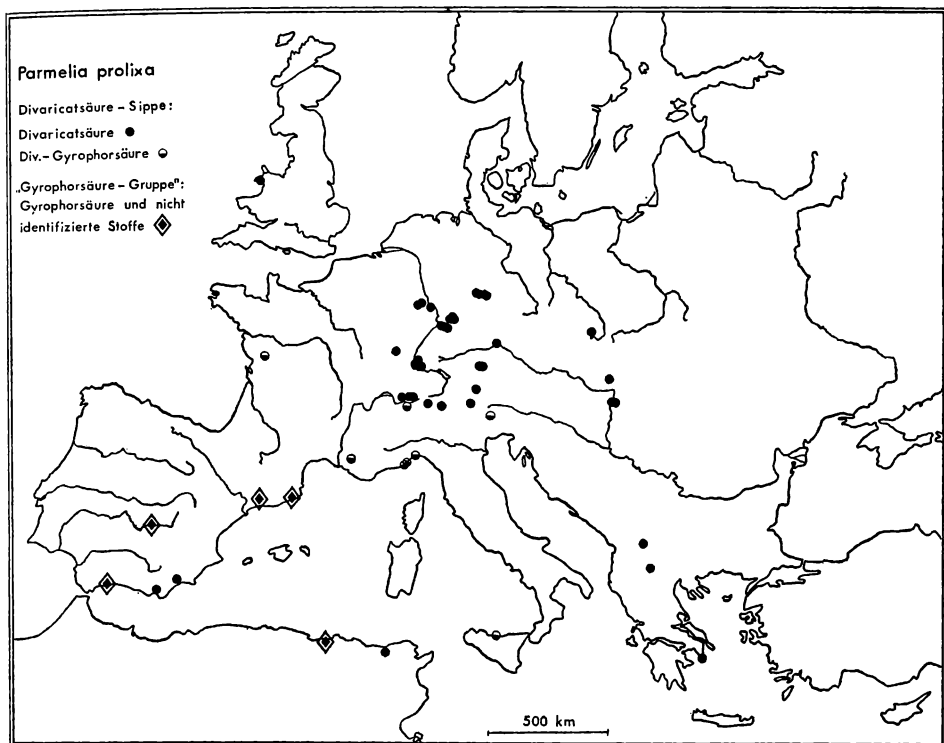 Parmelia prolixa
Divaricatsäure – Sippe:
Divaricatsäure
Div.– Gyrophorsäure
„Gyrophorsäure – Gruppe":
Gyrophorsäure und nicht
identifizierte Stoffe
500 km